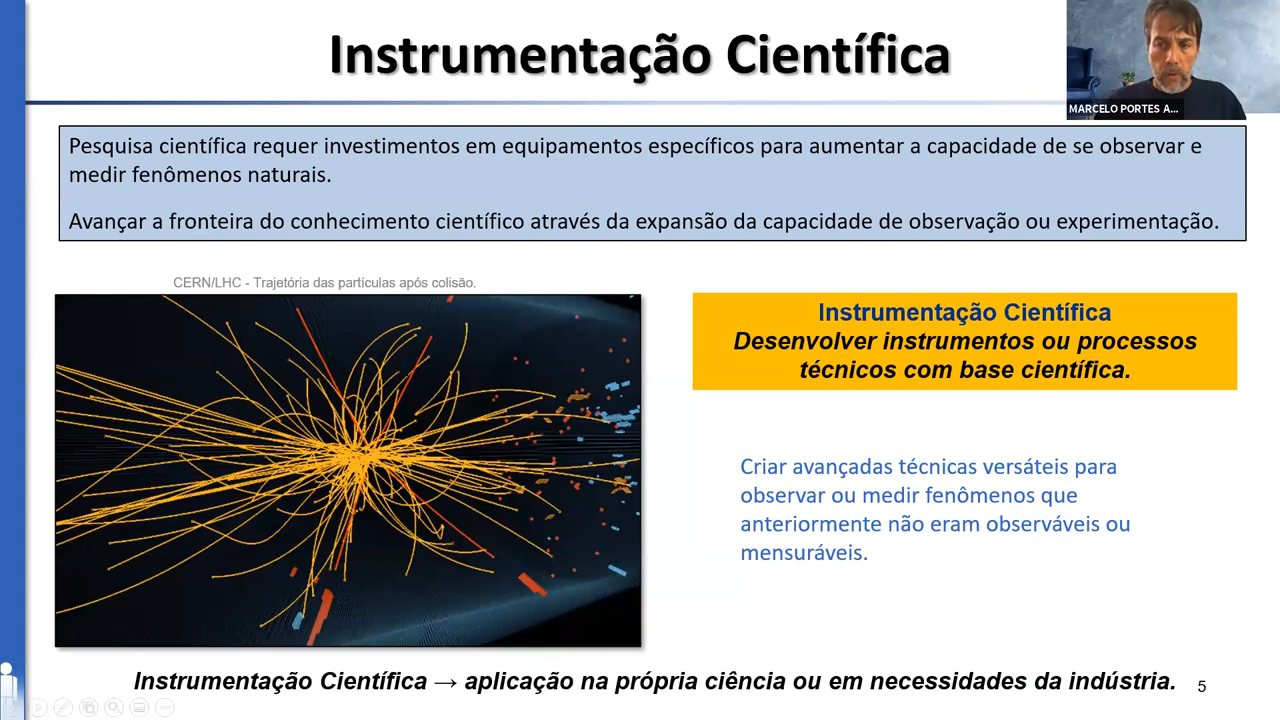 Instrumentação Científica
MARCELO PORTES A...
Pesquisa científica requer investimentos em equipamentos específicos para aumentar a capacidade de se observar e
medir fenômenos naturais.
Avançar a fronteira do conhecimento científico através da expansão da capacidade de observação ou experimentação.
CERN/LHC - Trajetória das partículas após colisão.
Instrumentação Científica
Desenvolver instrumentos ou processos
técnicos com base científica.
Criar avançadas técnicas versáteis para
observar ou medir fenômenos que
anteriormente não eram observáveis ou
mensuráveis.
Instrumentação Científica → aplicação na própria ciência ou em necessidades da indústria.
5